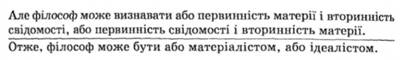 Але філософ може визнавати або первинність матерії і вторинність
свідомості, або первинність свідомості і вторинність матерії.
Отже, філософ може бути або матеріалістом, або ідеалістом.